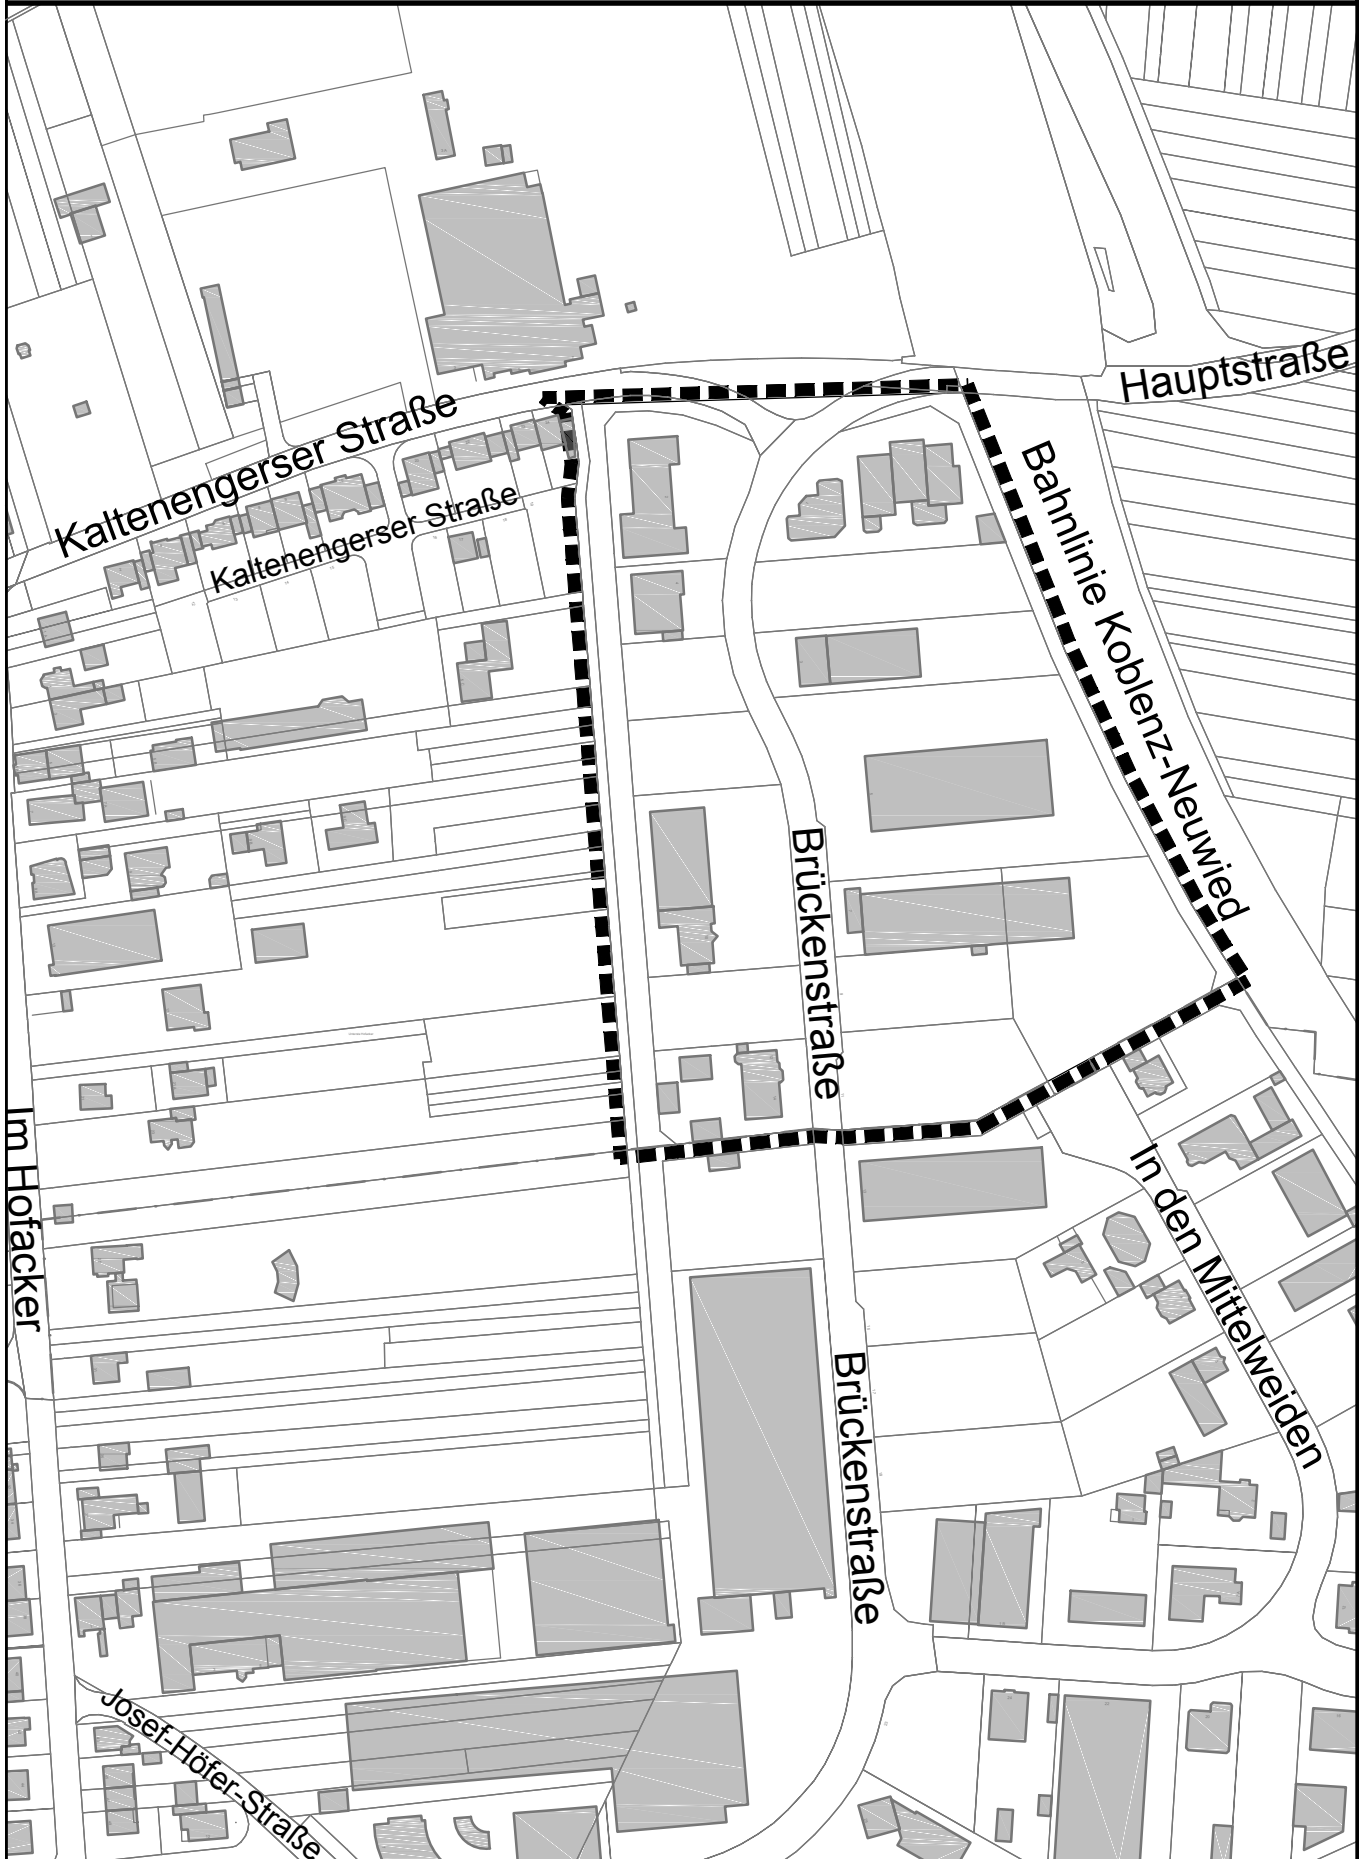 Hauptstraße
Kaltenengerser Straße
Kaltenengerser Straße
Bahnlinie Koblenz-Neuwied
Brückenstraße
Im Hofacker
In den Mittelweiden
Brückenstraße
Josef-Höfer-Straße